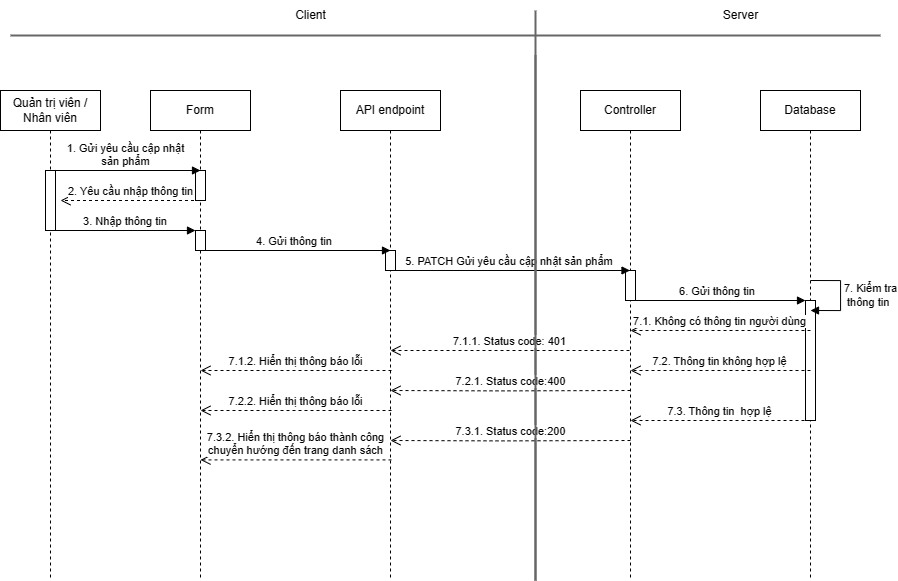 Client
Server
Quản trị viên /
Nhân viên
Form
API endpoint
Controller
Database
1. Gửi yêu cầu cập nhật
sản phẩm
2. Yêu cầu nhập thông tin
3. Nhập thông tin
4. Gửi thông tin
5. PATCH Gửi yêu cầu cập nhật sản phẩm
6. Gửi thông tin
7. Kiểm tra
thông tin
7.1. Không có thông tin người dùng
7.1.1. Status code: 401
7.1.2. Hiển thị thông báo lỗi
7.2. Thông tin không hợp lệ
7.2.1. Status code:400
7.2.2. Hiển thị thông báo lỗi
7.3. Thông tin  hợp lệ
7.3.1. Status code:200
7.3.2. Hiển thị thông báo thành công
chuyển hướng đến trang danh sách